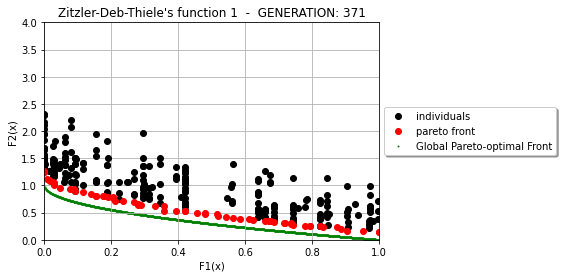 Zitzler-Deb-Thiele's function 1 - GENERATION: 371
4.0
3.5
3.0
2.5
2.0
1.5
1.0
0.5
0.0
F2(x)
0.0 0.2 0.4 0.6 0.8 1.0
F1(x)
individuals
pareto front
Global Pareto-optimal Front